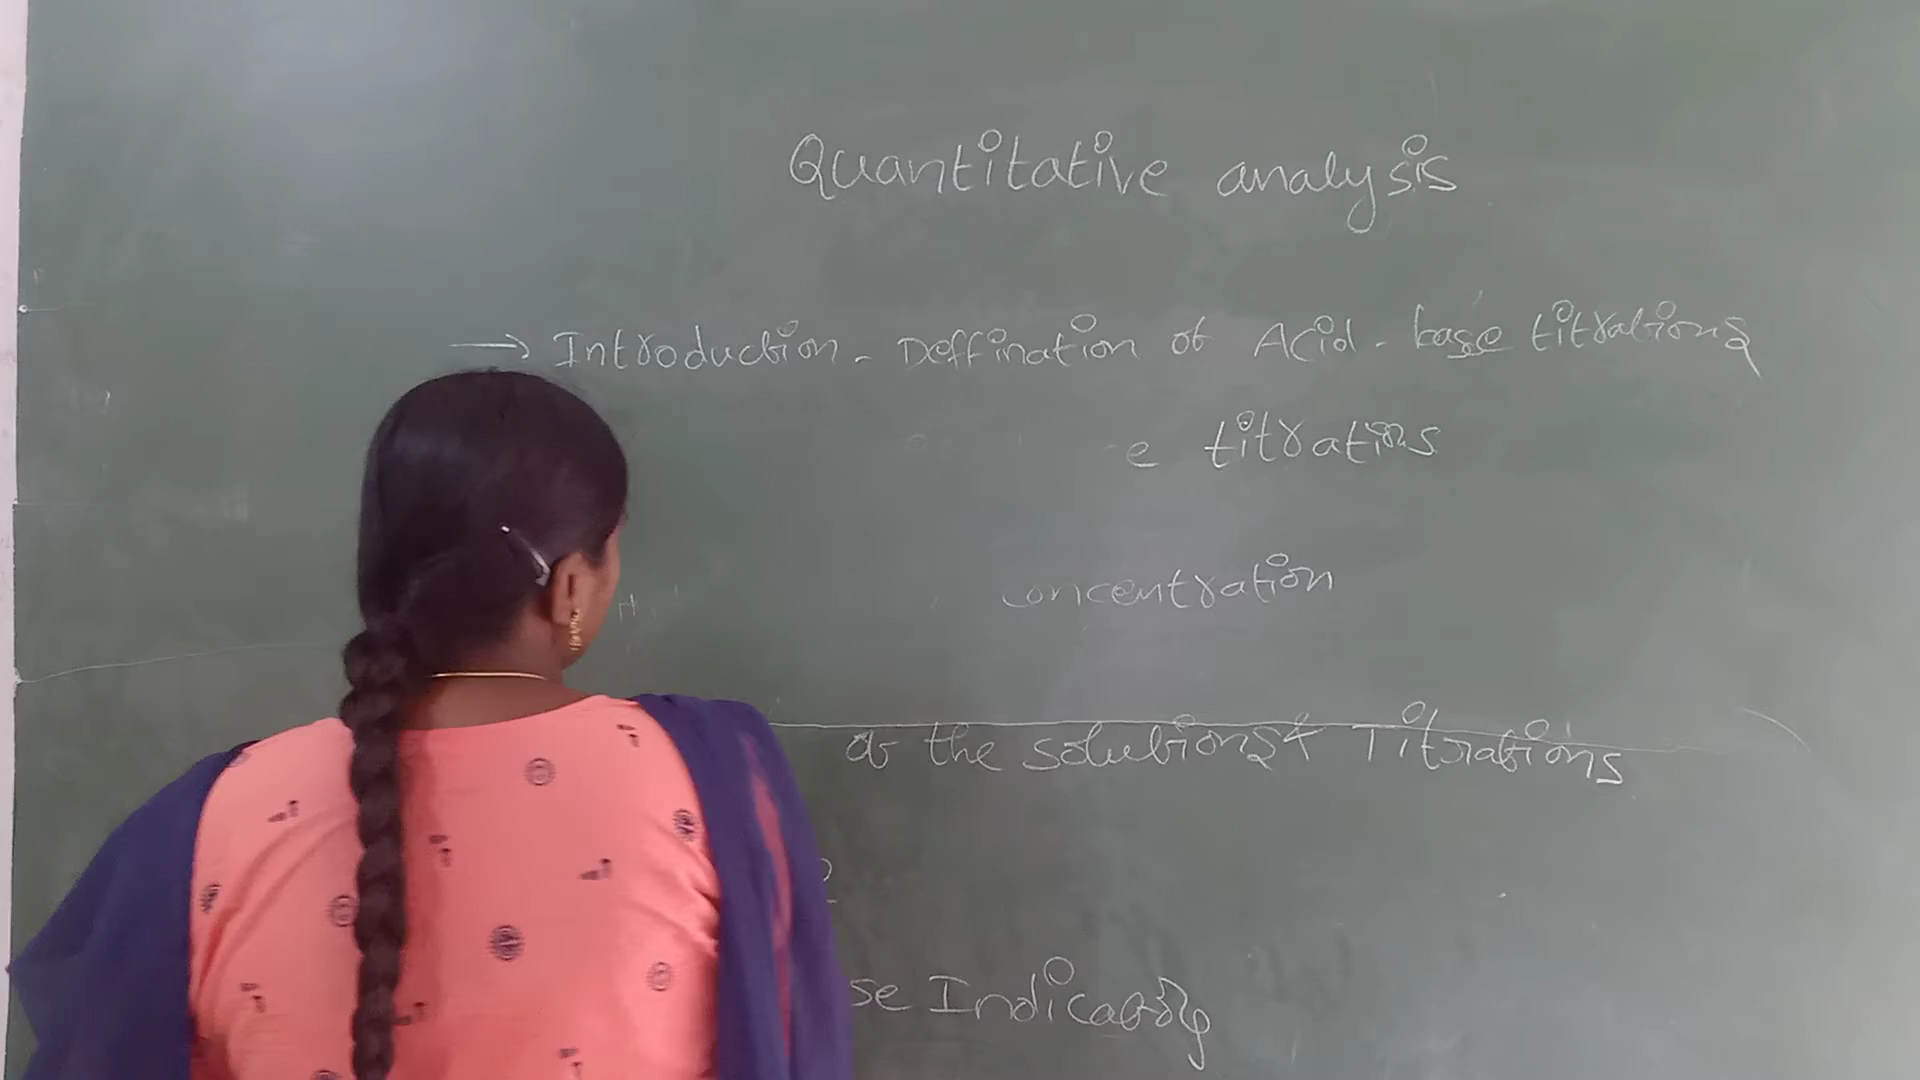 Quantitative analysis
→ Introduction - Deffination of Acid - base titrations
e titrations
concentration
of the solutions & Titrations
se Indicators